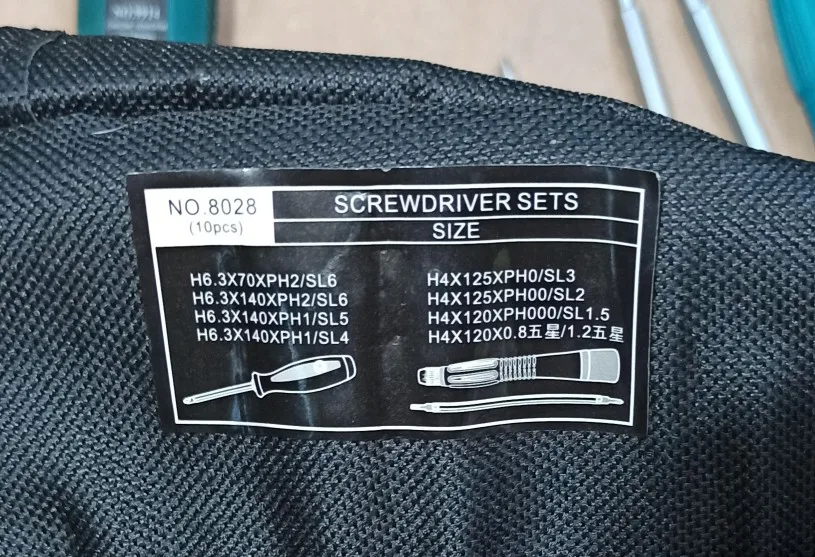 NO.8028
(10pcs)
SCREWDRIVER SETS
SIZE
H6.3X70XPH2/SL6
H6.3X140XPH2/SL6
H6.3X140XPH1/SL5
H6.3X140XPH1/SL4
H4X125XPH0/SL3
H4X125XPH00/SL2
H4X120XPH000/SL1.5
H4X120X0.8五星/1.2五星